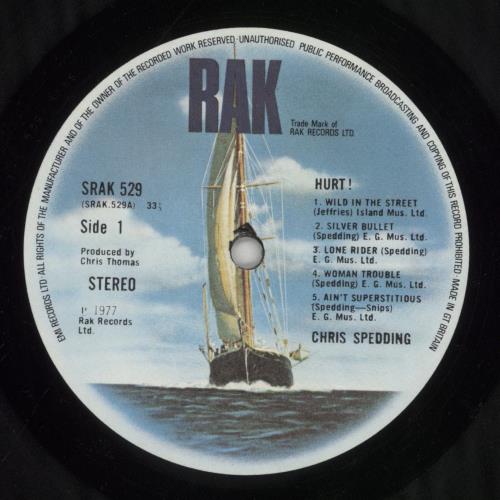 EMI RECORDS LTD·ALL RIGHTS OF THE MANUFACTURER AND OF THE OWNER OF THE RECORDED WORK RESERVED·UNAUTHORISED PUBLIC PERFORMANCE BROADCASTING AND COPYING OF THIS RECORD PROHIBITED·MADE IN GT BRITAIN
RAK
Trade Mark of
RAK RECORDS LTD.
SRAK 529
(SRAK.529A) 33⅓
Side 1
Produced by
Chris Thomas
STEREO
℗ 1977
Rak Records
Ltd.
HURT!
1. WILD IN THE STREET
(Jeffries) Island Mus. Ltd.
2. SILVER BULLET
(Spedding) E. G. Mus. Ltd.
3. LONE RIDER (Spedding)
E. G. Mus. Ltd.
4. WOMAN TROUBLE
(Spedding) E. G. Mus. Ltd.
5. AIN'T SUPERSTITIOUS
(Spedding—Snips)
E. G. Mus. Ltd.
CHRIS SPEDDING